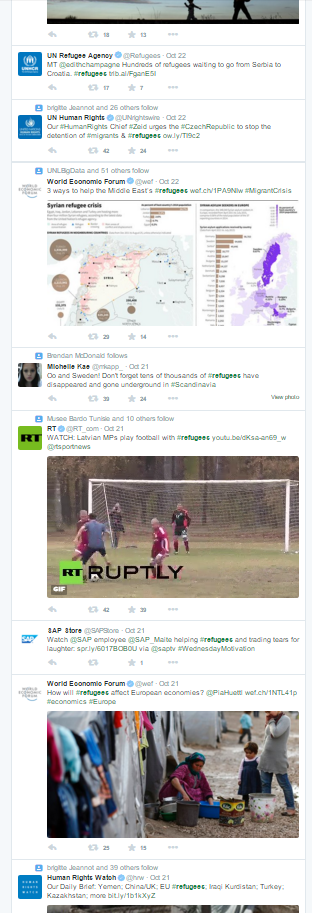 18 13
UN Refugee Agency @Refugees · Oct 22
MT @edithchampagne Hundreds of refugees waiting to go from Serbia to
Croatia. #refugees trib.al/FganE5l
17 7
brigitte Jeannot and 26 others follow
UN Human Rights @UNrightswire · Oct 22
Our #HumanRights Chief #Zeid urges the #CzechRepublic to stop the
detention of #migrants & #refugees ow.ly/TI9c2
42 24
UNLBigData and 51 others follow
World Economic Forum @wef · Oct 22
3 ways to help the Middle East's #refugees wef.ch/1PA9Nlw #MigrantCrisis
Syrian refugee crisis
SYRIA
29 14
Brendan McDonald follows
Michelle Kae @mkapp_ · Oct 21
Go and Sweden! Don't forget tens of thousands of #refugees have
disappeared and gone underground in #Scandinavia
39 24
View photo
Musee Bardo Tunisie and 10 others follow
RT @RT_com · Oct 21
WATCH: Latvian MPs play football with #refugees youtu.be/dKsa-an69_w
@rtsportnews
RT RUPTLY
GIF
42 39
SAP Store @SAPStore · Oct 21
Watch @SAP employee @SAP_Maite helping #refugees and trading tears for
laughter: spr.ly/6017BOB0U via @saptv #WednesdayMotivation
1
World Economic Forum @wef · Oct 21
How will #refugees affect European economies? @PiaHuetti wef.ch/1NTL41p
#economics #Europe
25 15
brigitte Jeannot and 39 others follow
Human Rights Watch @hrw · Oct 21
Our Daily Brief: Yemen; China/UK; EU #refugees; Iraqi Kurdistan; Turkey;
Kazakhstan; more bit.ly/1b1kXyZ